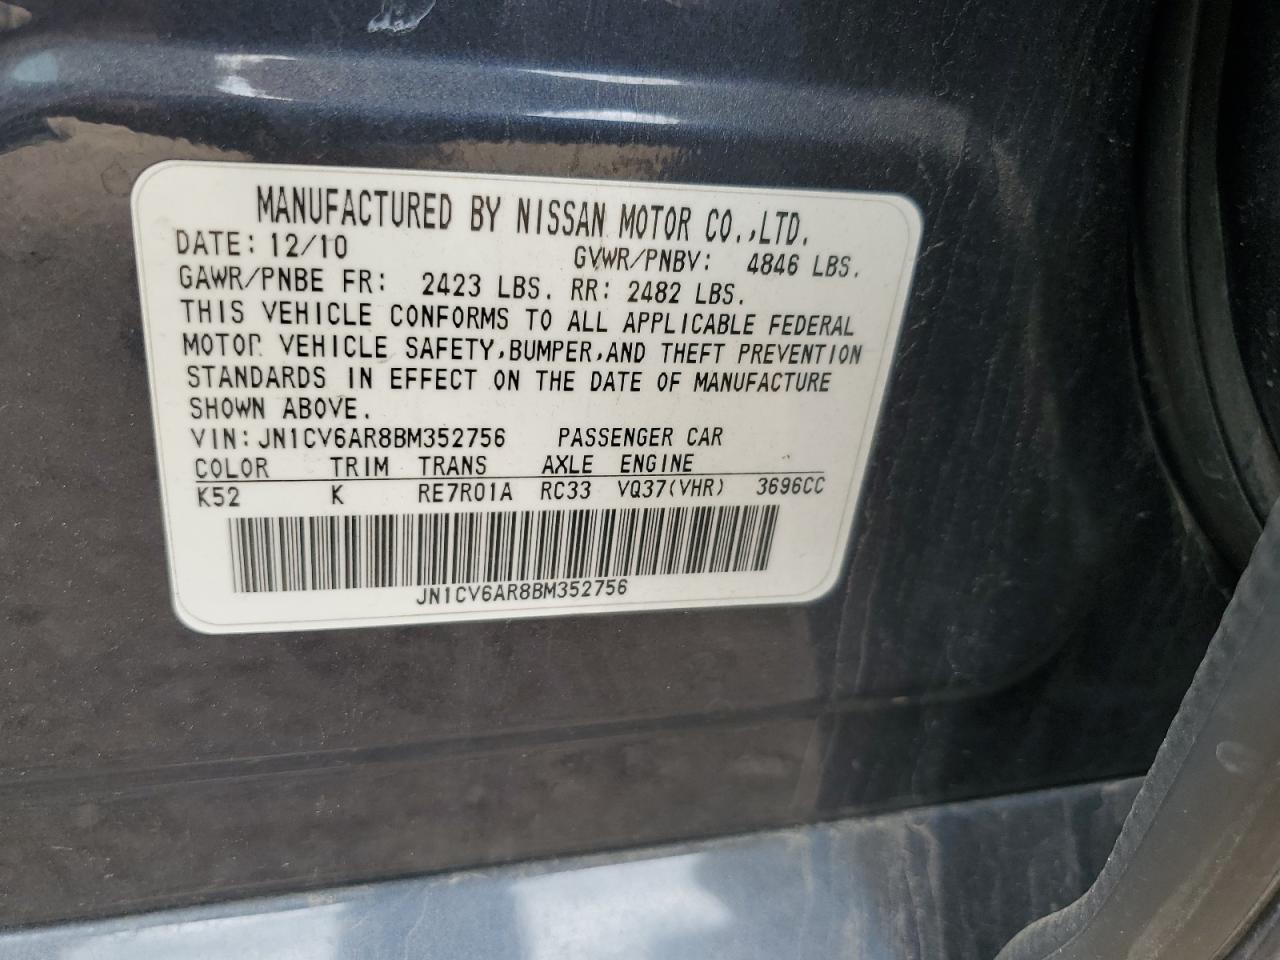 MANUFACTURED BY NISSAN MOTOR CO.,LTD.
DATE: 12/10 GVWR/PNBV: 4846 LBS.
GAWR/PNBE FR: 2423 LBS. RR: 2482 LBS.
THIS VEHICLE CONFORMS TO ALL APPLICABLE FEDERAL
MOTOR VEHICLE SAFETY,BUMPER,AND THEFT PREVENTION
STANDARDS IN EFFECT ON THE DATE OF MANUFACTURE
SHOWN ABOVE.
VIN: JN1CV6AR8BM352756 PASSENGER CAR
COLOR TRIM TRANS AXLE ENGINE
K52 K RE7R01A RC33 VQ37(VHR) 3696CC
JN1CV6AR8BM352756